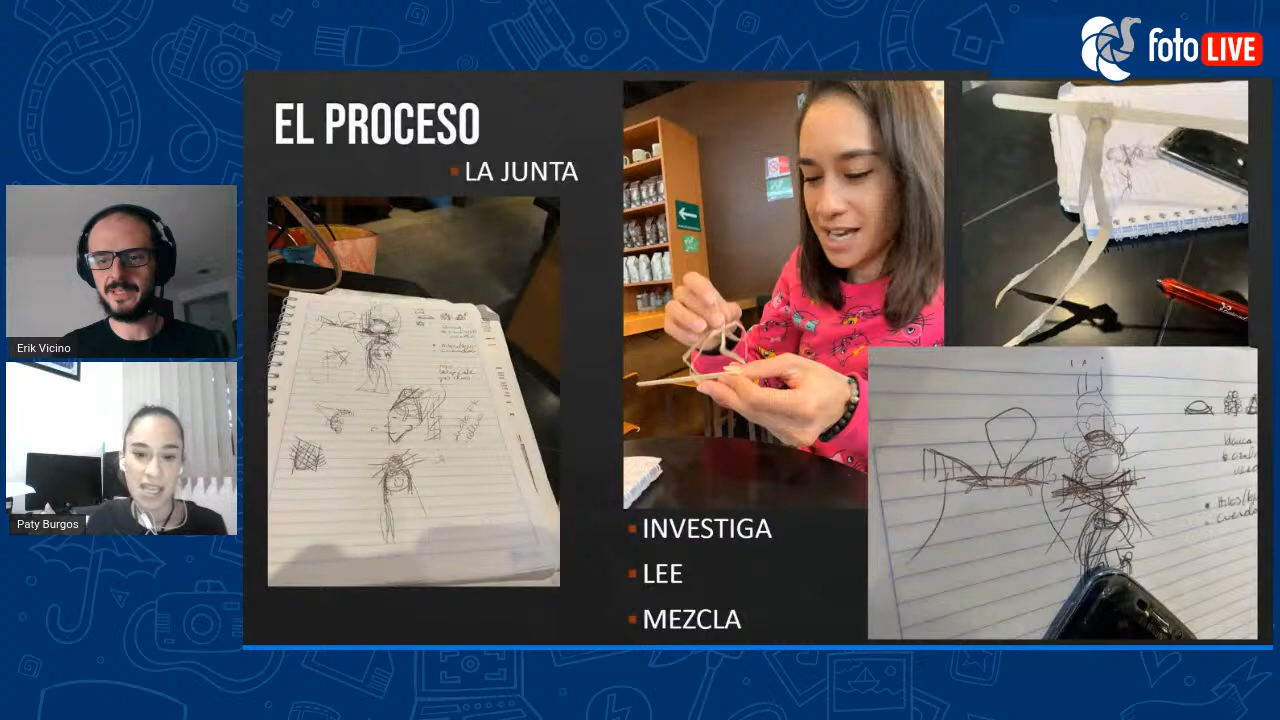 foto LIVE
EL PROCESO
LA JUNTA
INVESTIGA
LEE
MEZCLA
Erik Vicino
Paty Burgos